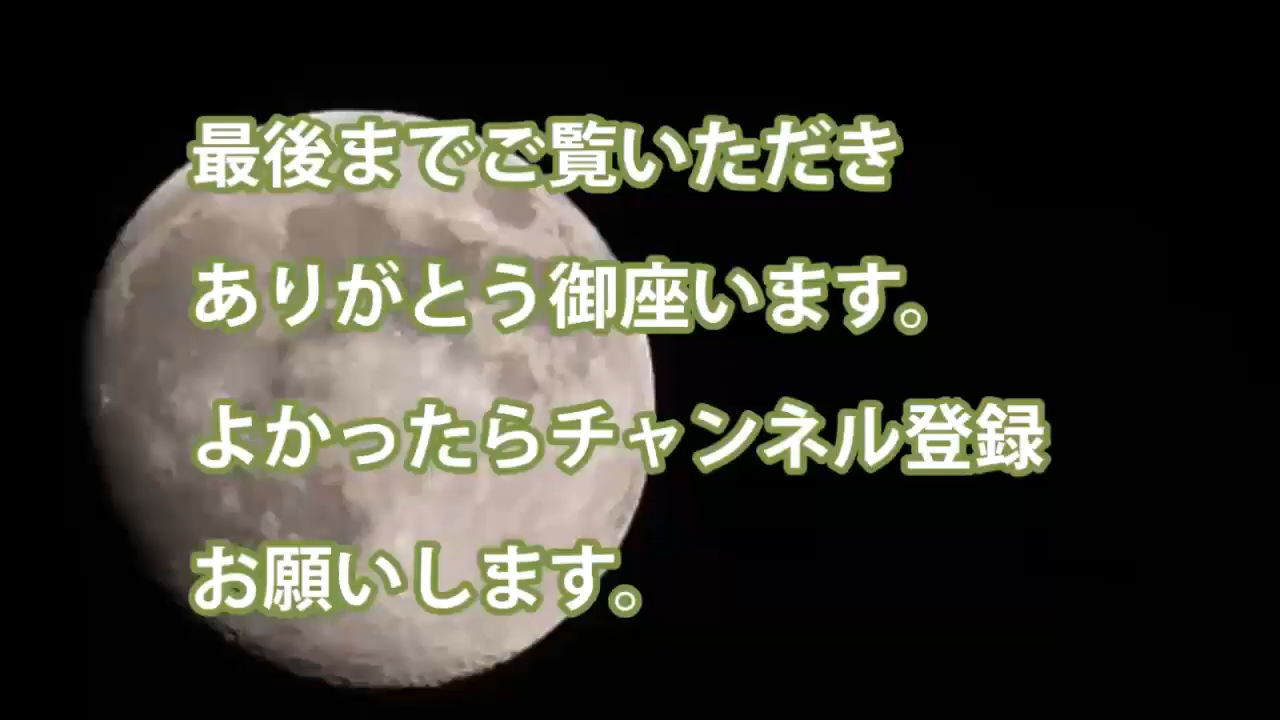 最後までご覧いただき
ありがとう御座います。
よかったらチャンネル登録
お願いします。